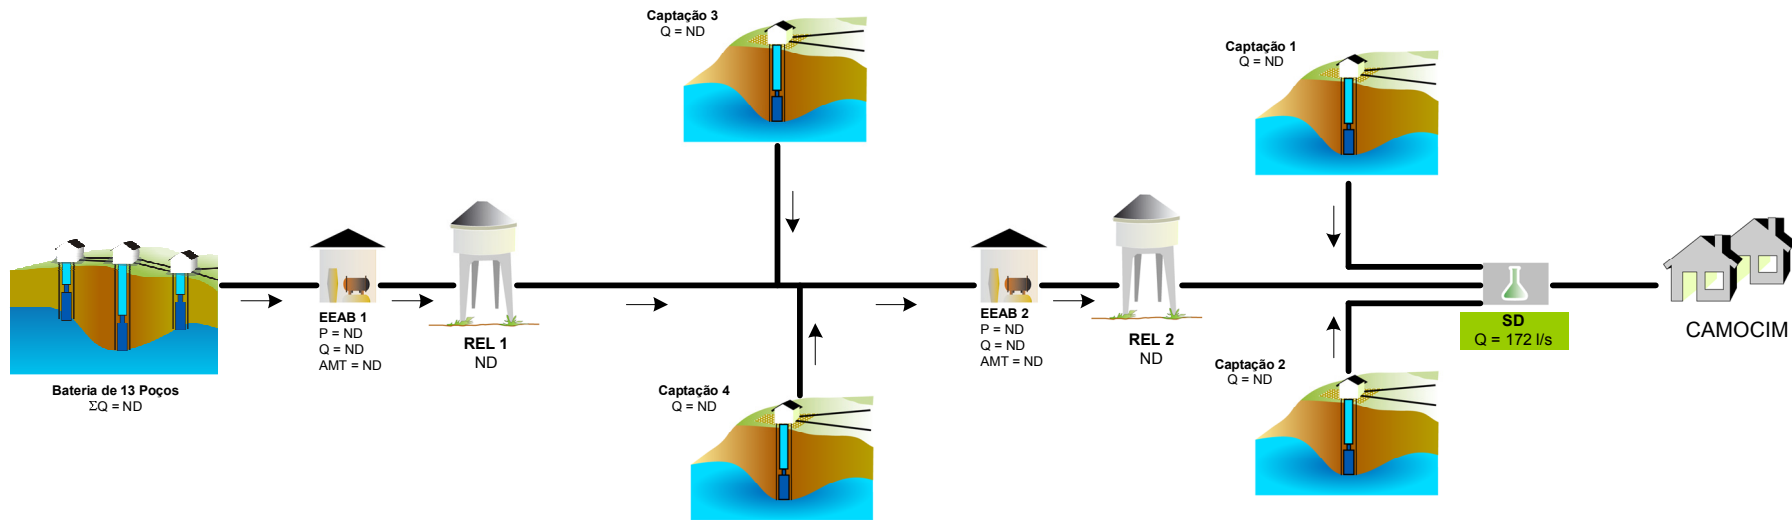 Captação 3
Q = ND
Captação 1
Q = ND
EEAB 1
P = ND
Q = ND
AMT = ND
REL 1
ND
EEAB 2
P = ND
Q = ND
AMT = ND
REL 2
ND
SD
Q = 172 l/s
CAMOCIM
Bateria de 13 Poços
ΣQ = ND
Captação 4
Q = ND
Captação 2
Q = ND